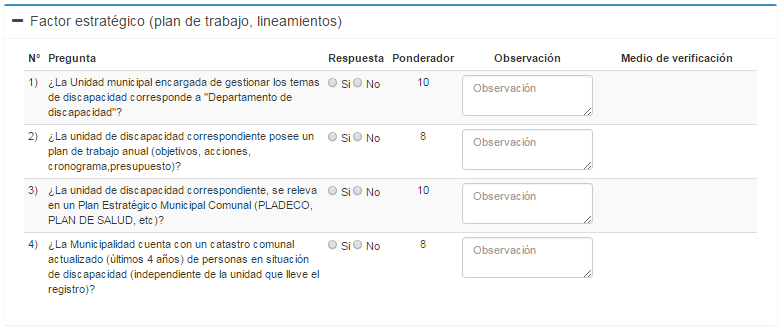 Factor estratégico (plan de trabajo, lineamientos)
N° Pregunta Respuesta Ponderador Observación Medio de verificación
1) ¿La Unidad municipal encargada de gestionar los temas Si No 10 Observación
de discapacidad corresponde a "Departamento de
discapacidad"?
2) ¿La unidad de discapacidad correspondiente posee un Si No 8 Observación
plan de trabajo anual (objetivos, acciones,
cronograma,presupuesto)?
3) ¿La unidad de discapacidad correspondiente, se releva Si No 10 Observación
en un Plan Estratégico Municipal Comunal (PLADECO,
PLAN DE SALUD, etc)?
4) ¿La Municipalidad cuenta con un catastro comunal Si No 8 Observación
actualizado (últimos 4 años) de personas en situación
de discapacidad (independiente de la unidad que lleve el
registro)?